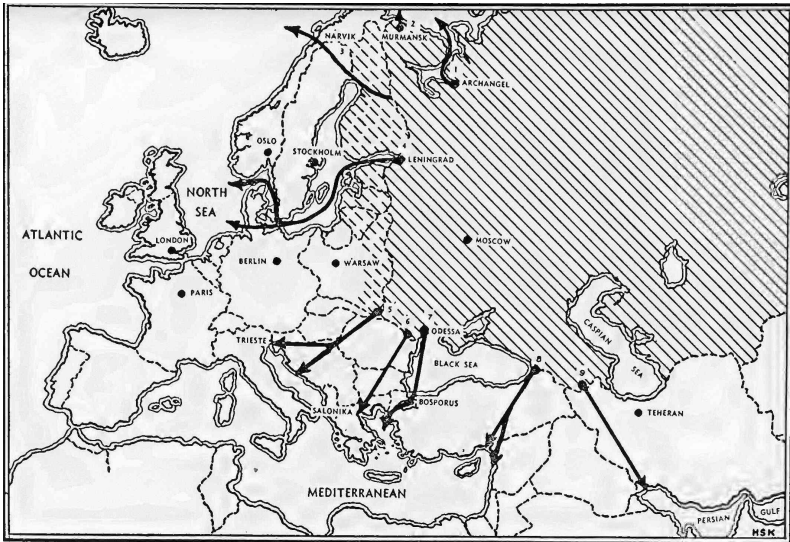 NARVIK
3
2
MURMANSK
1
ARCHANGEL
OSLO
STOCKHOLM
LENINGRAD
NORTH
SEA
ATLANTIC
OCEAN
LONDON
MOSCOW
BERLIN
WARSAW
PARIS
5
6
7
ODESSA
TRIESTE
BLACK SEA
CASPIAN
SEA
8
9
SALONIKA
BOSPORUS
TEHERAN
MEDITERRANEAN
PERSIAN
GULF
HSK